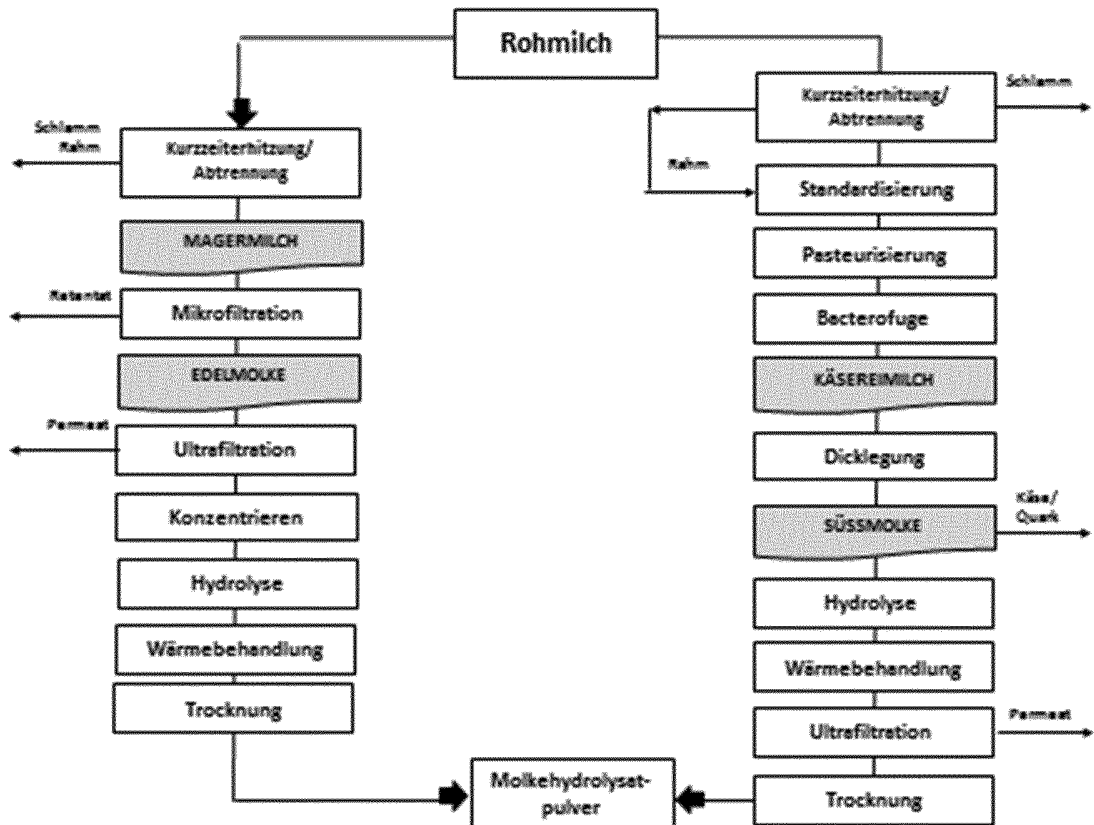 Rohmilch
Schlamm
Rahm
Kurzzeiterhitzung/
Abtrennung
MAGERMILCH
Retentat
Mikrofiltration
EDELMOLKE
Permeat
Ultrafiltration
Konzentrieren
Hydrolyse
Wärmebehandlung
Trocknung
Kurzzeiterhitzung/
Abtrennung
Schlamm
Rahm
Standardisierung
Pasteurisierung
Bacterofuge
KÄSEREIMILCH
Dicklegung
SÜSSMOLKE
Käse/
Quark
Hydrolyse
Wärmebehandlung
Ultrafiltration
Permeat
Trocknung
Molkehydrolysat-
pulver